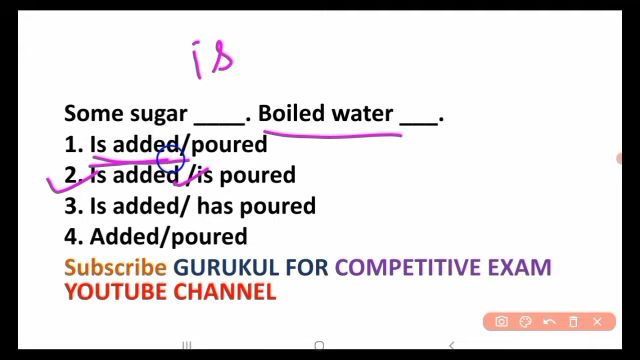 is
Some sugar ____. Boiled water ___.
1. Is added/poured
2. Is added /is poured
3. Is added/ has poured
4. Added/poured
Subscribe GURUKUL FOR COMPETITIVE EXAM
YOUTUBE CHANNEL